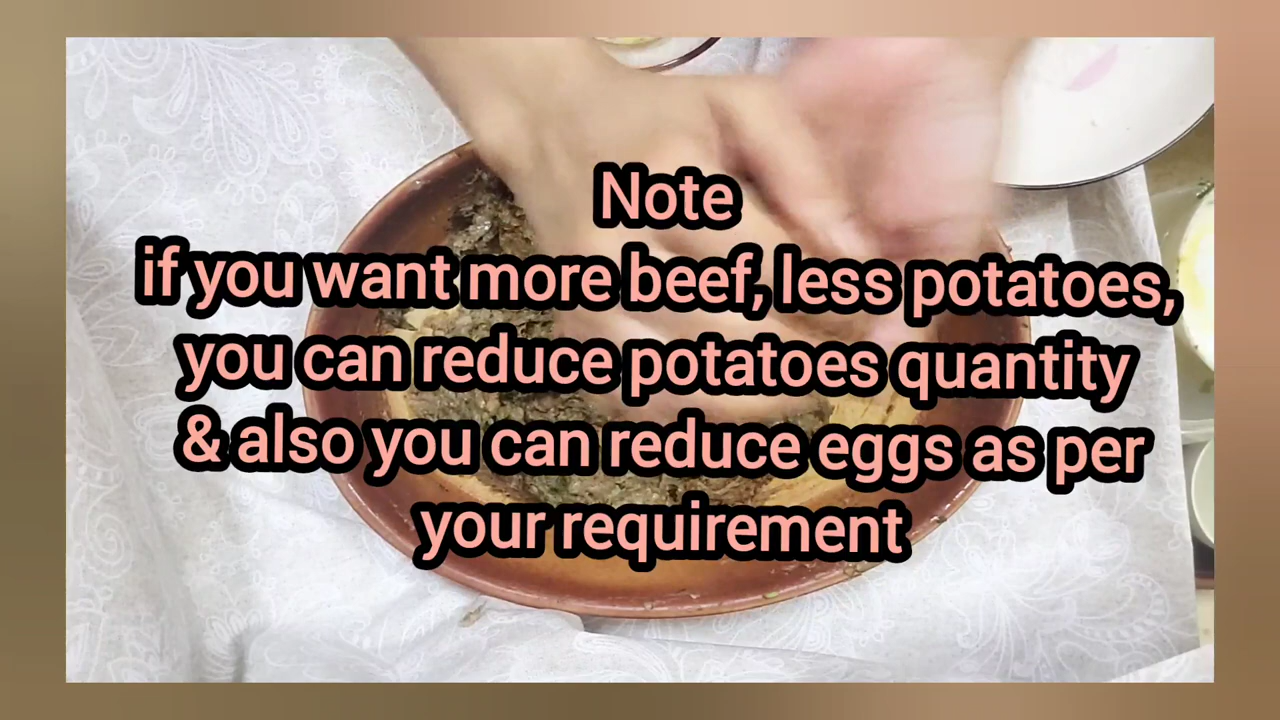 Note
if you want more beef, less potatoes,
you can reduce potatoes quantity
& also you can reduce eggs as per
your requirement